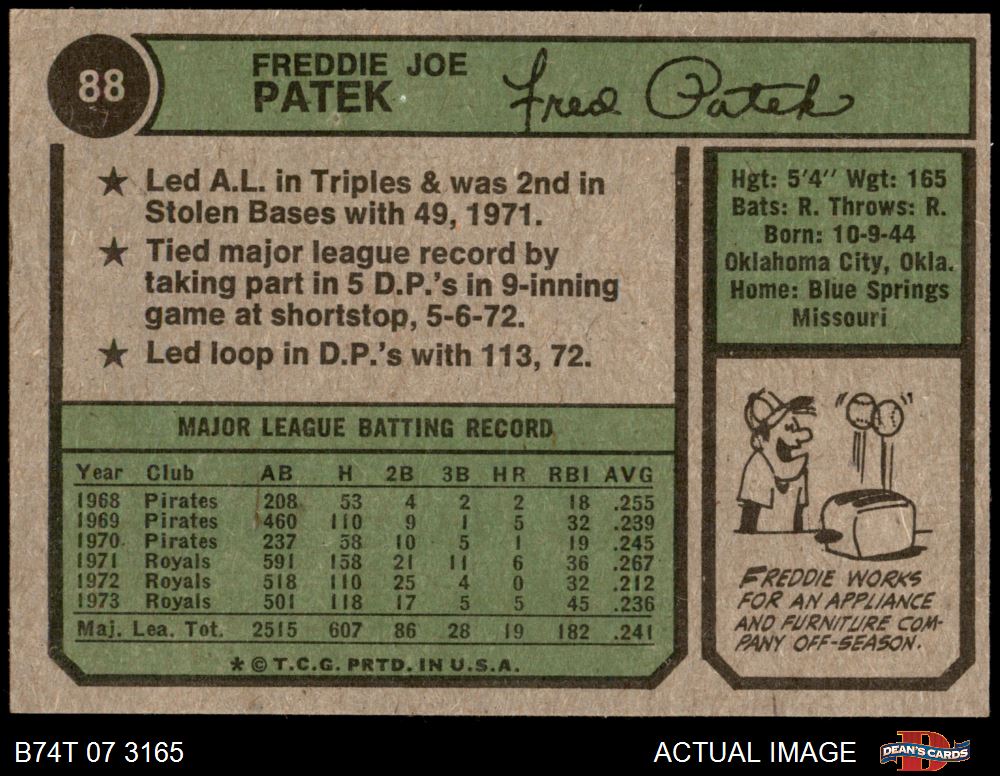 88
FREDDIE JOE
PATEK
Fred Patek
★ Led A.L. in Triples & was 2nd in
Stolen Bases with 49, 1971.
★ Tied major league record by
taking part in 5 D.P.'s in 9-inning
game at shortstop, 5-6-72.
★ Led loop in D.P.'s with 113, 72.
Hgt: 5'4'' Wgt: 165
Bats: R. Throws: R.
Born: 10-9-44
Oklahoma City, Okla.
Home: Blue Springs
Missouri
MAJOR LEAGUE BATTING RECORD
Year Club AB H 2B 3B HR RBI AVG
1968 Pirates 208 53 4 2 2 18 .255
1969 Pirates 460 110 9 1 5 32 .239
1970 Pirates 237 58 10 5 1 19 .245
1971 Royals 591 158 21 11 6 36 .267
1972 Royals 518 110 25 4 0 32 .212
1973 Royals 501 118 17 5 5 45 .236
Maj. Lea. Tot. 2515 607 86 28 19 182 .241
★ © T.C.G. PRTD. IN U.S.A.
FREDDIE WORKS
FOR AN APPLIANCE
AND FURNITURE COM-
PANY OFF-SEASON.
B74T 07 3165
ACTUAL IMAGE
D
DEAN'S CARDS